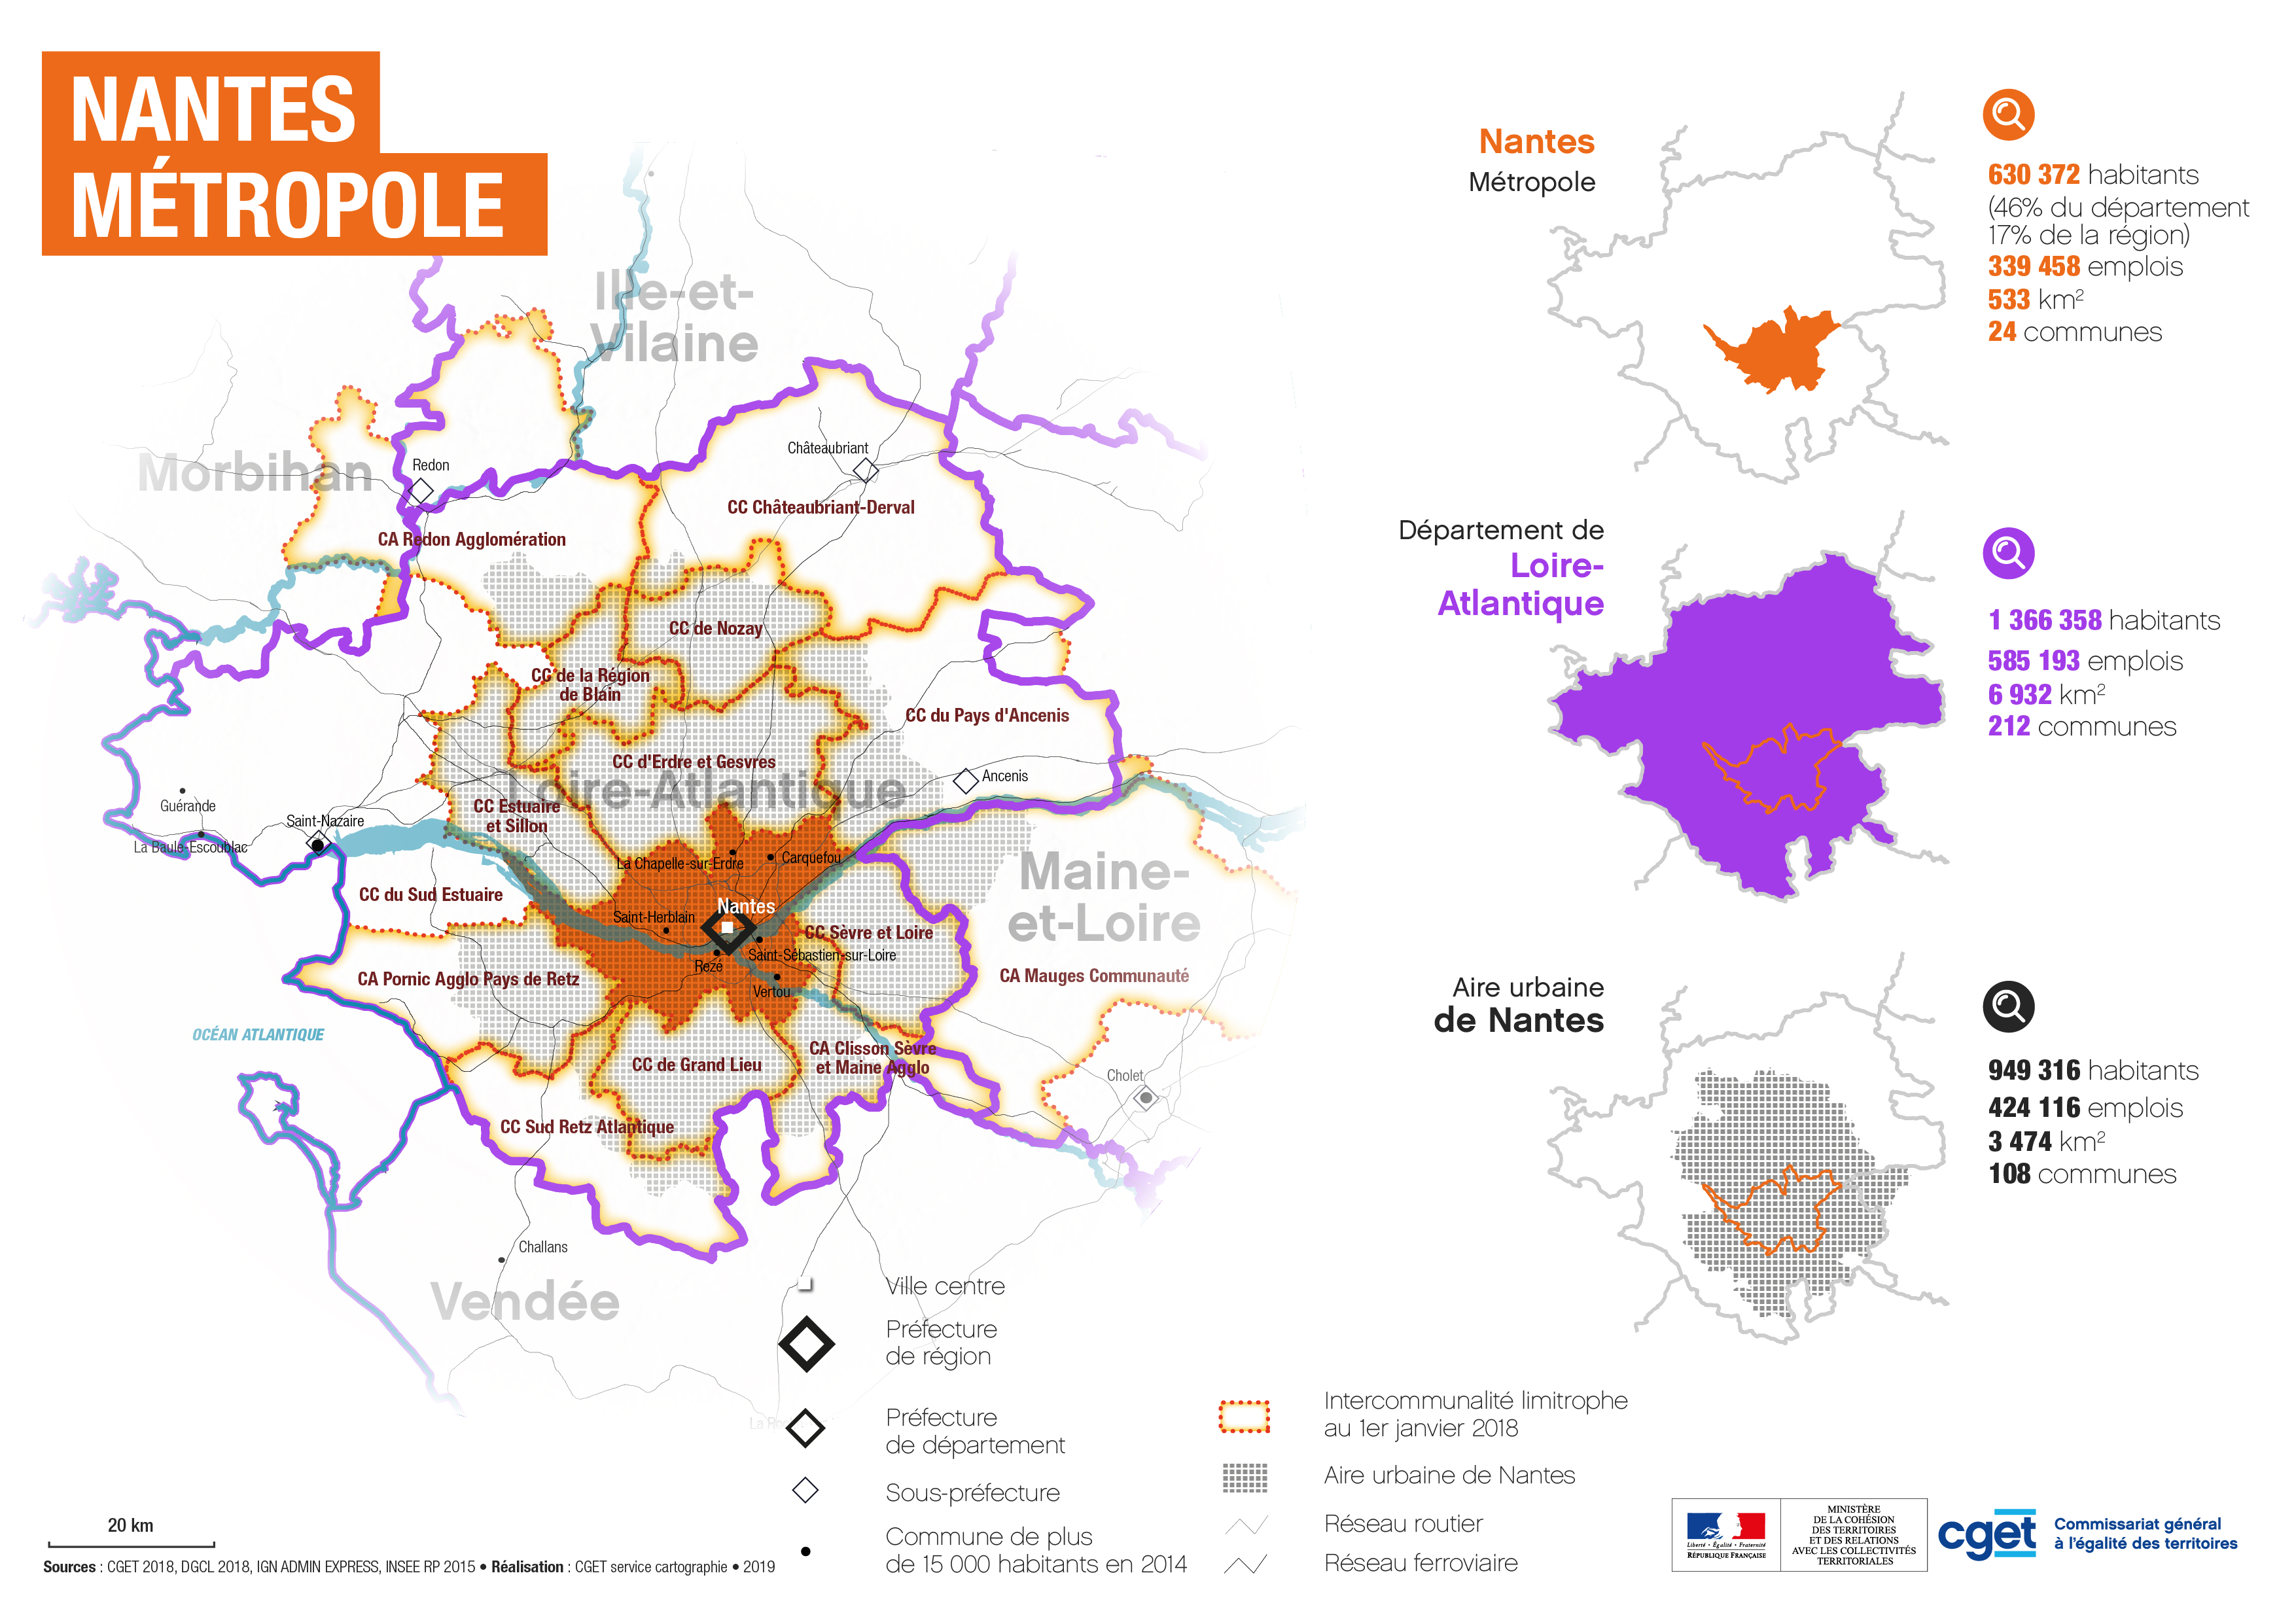 NANTES
MÉTROPOLE
Ille-et-
Vilaine
Morbihan
Redon
Châteaubriant
CC Châteaubriant-Derval
CA Redon Agglomération
CC de Nozay
CC de la Région
de Blain
CC du Pays d'Ancenis
CC d'Erdre et Gesvres
Loire-Atlantique
Ancenis
CC Estuaire
et Sillon
Guérande
Saint-Nazaire
La Baule-Escoublac
La Chapelle-sur-Erdre
Carquefou
Maine-
et-Loire
CC du Sud Estuaire
Nantes
Saint-Herblain
CC Sèvre et Loire
Saint-Sébastien-sur-Loire
Rezé
CA Pornic Agglo Pays de Retz
CA Mauges Communauté
Vertou
OCÉAN ATLANTIQUE
CA Clisson Sèvre
et Maine Agglo
CC de Grand Lieu
Cholet
CC Sud Retz Atlantique
Challans
Vendée
Ville centre
Préfecture
de région
Préfecture
de département
Sous-préfecture
Commune de plus
de 15 000 habitants en 2014
Intercommunalité limitrophe
au 1er janvier 2018
Aire urbaine de Nantes
Réseau routier
Réseau ferroviaire
20 km
Sources : CGET 2018, DGCL 2018, IGN ADMIN EXPRESS, INSEE RP 2015 • Réalisation : CGET service cartographie • 2019
Nantes
Métropole
630 372 habitants
(46% du département
17% de la région)
339 458 emplois
533 km²
24 communes
Département de
Loire-
Atlantique
1 366 358 habitants
585 193 emplois
6 932 km²
212 communes
Aire urbaine
de Nantes
949 316 habitants
424 116 emplois
3 474 km²
108 communes
Liberté • Égalité • Fraternité
RÉPUBLIQUE FRANÇAISE
MINISTÈRE
DE LA COHÉSION
DES TERRITOIRES
ET DES RELATIONS
AVEC LES COLLECTIVITÉS
TERRITORIALES
cget
Commissariat général
à l'égalité des territoires